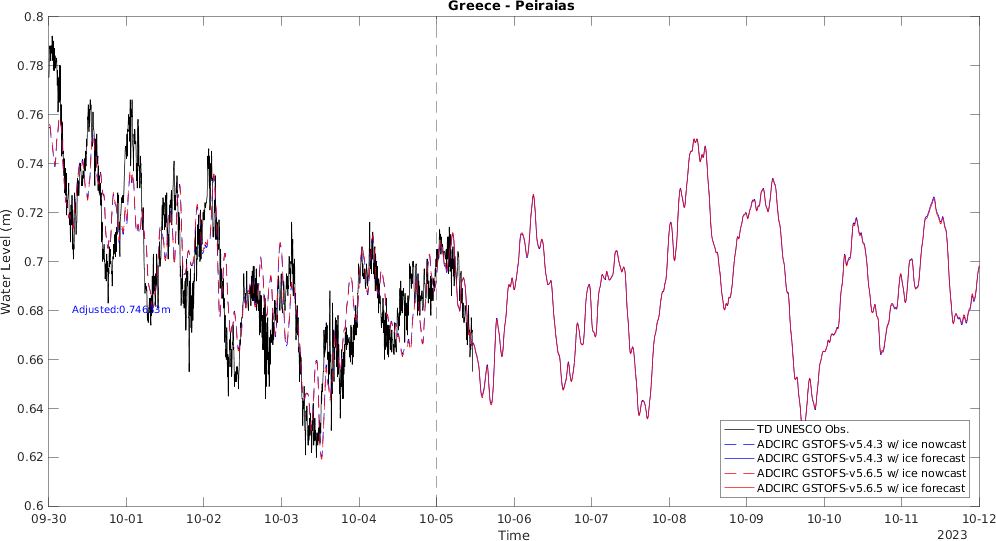 Greece - Peiraias
0.8
0.78
0.76
0.74
0.72
0.7
0.68
0.66
0.64
0.62
0.6
Water Level (m)
TD UNESCO Obs.
ADCIRC GSTOFS-v5.4.3 w/ ice nowcast
ADCIRC GSTOFS-v5.4.3 w/ ice forecast
ADCIRC GSTOFS-v5.6.5 w/ ice nowcast
ADCIRC GSTOFS-v5.6.5 w/ ice forecast
09-30 10-01 10-02 10-03 10-04 10-05 10-06 10-07 10-08 10-09 10-10 10-11 10-12
Time
2023